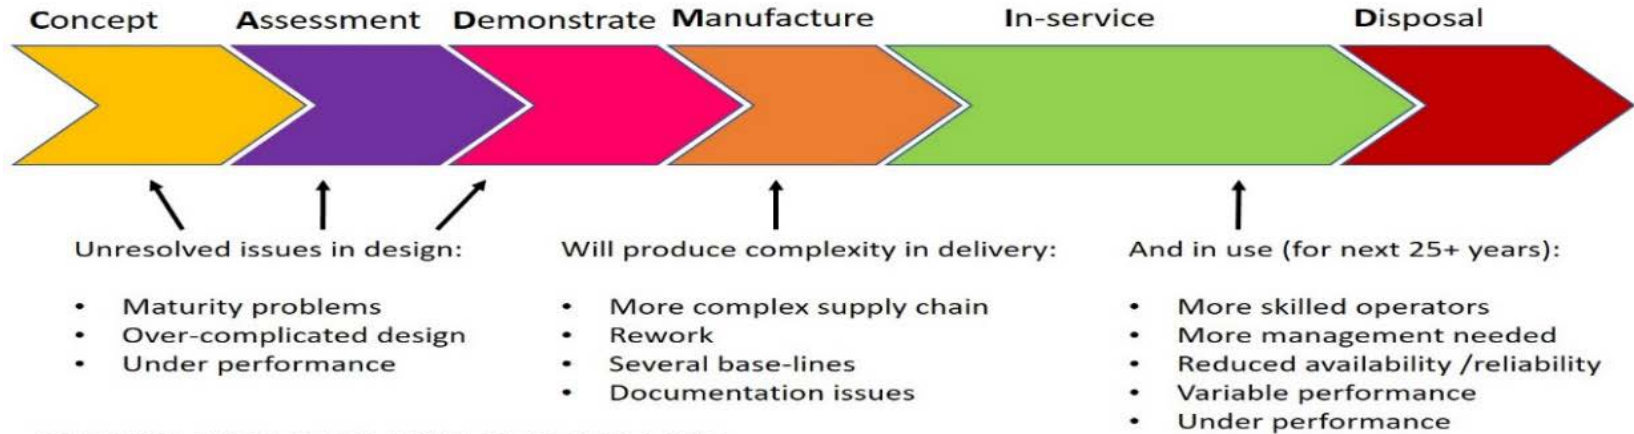 Concept Assessment Demonstrate Manufacture In-service Disposal
Unresolved issues in design:
• Maturity problems
• Over-complicated design
• Under performance
Will produce complexity in delivery:
• More complex supply chain
• Rework
• Several base-lines
• Documentation issues
And in use (for next 25+ years):
• More skilled operators
• More management needed
• Reduced availability /reliability
• Variable performance
• Under performance